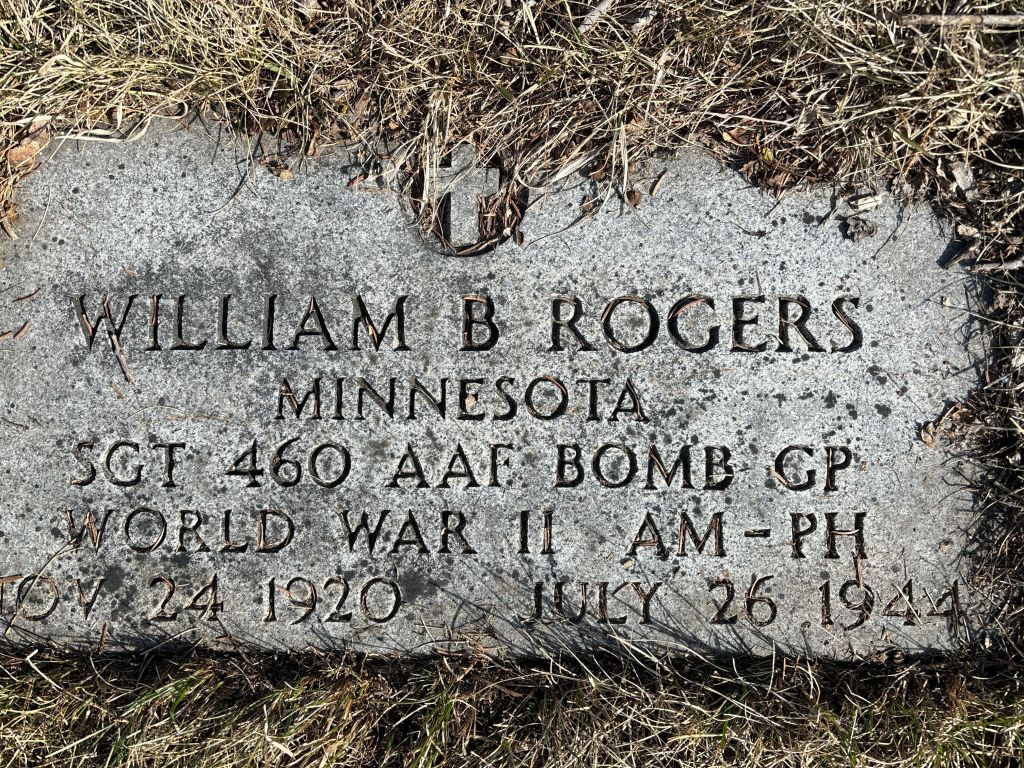 WILLIAM B ROGERS
MINNESOTA
SGT 460 AAF BOMB GP
WORLD WAR II AM-PH
NOV 24 1920 JULY 26 1944